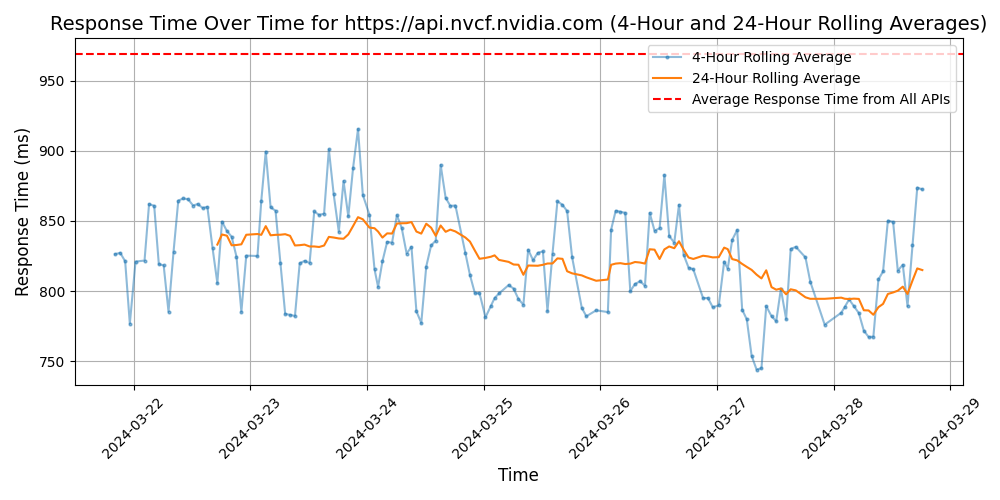 Response Time Over Time for https://api.nvcf.nvidia.com (4-Hour and 24-Hour Rolling Averages)
4-Hour Rolling Average
24-Hour Rolling Average
Average Response Time from All APIs
Response Time (ms)
950
900
850
800
750
2024-03-22
2024-03-23
2024-03-24
2024-03-25
2024-03-26
2024-03-27
2024-03-28
2024-03-29
Time